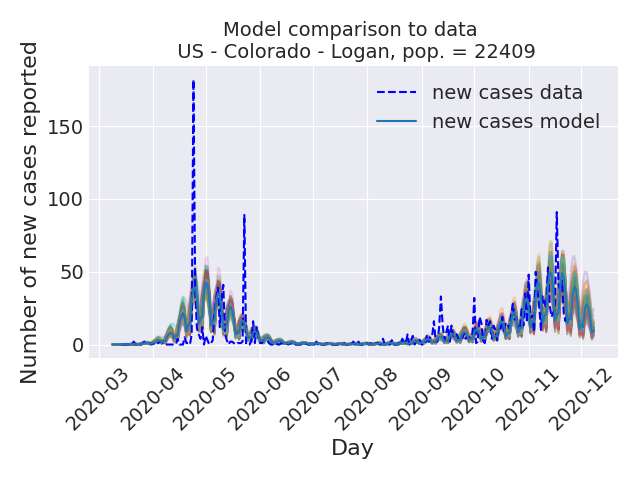 Model comparison to data
US - Colorado - Logan, pop. = 22409
Number of new cases reported
150
100
50
0
new cases data
new cases model
2020-03
2020-04
2020-05
2020-06
2020-07
2020-08
2020-09
2020-10
2020-11
2020-12
Day